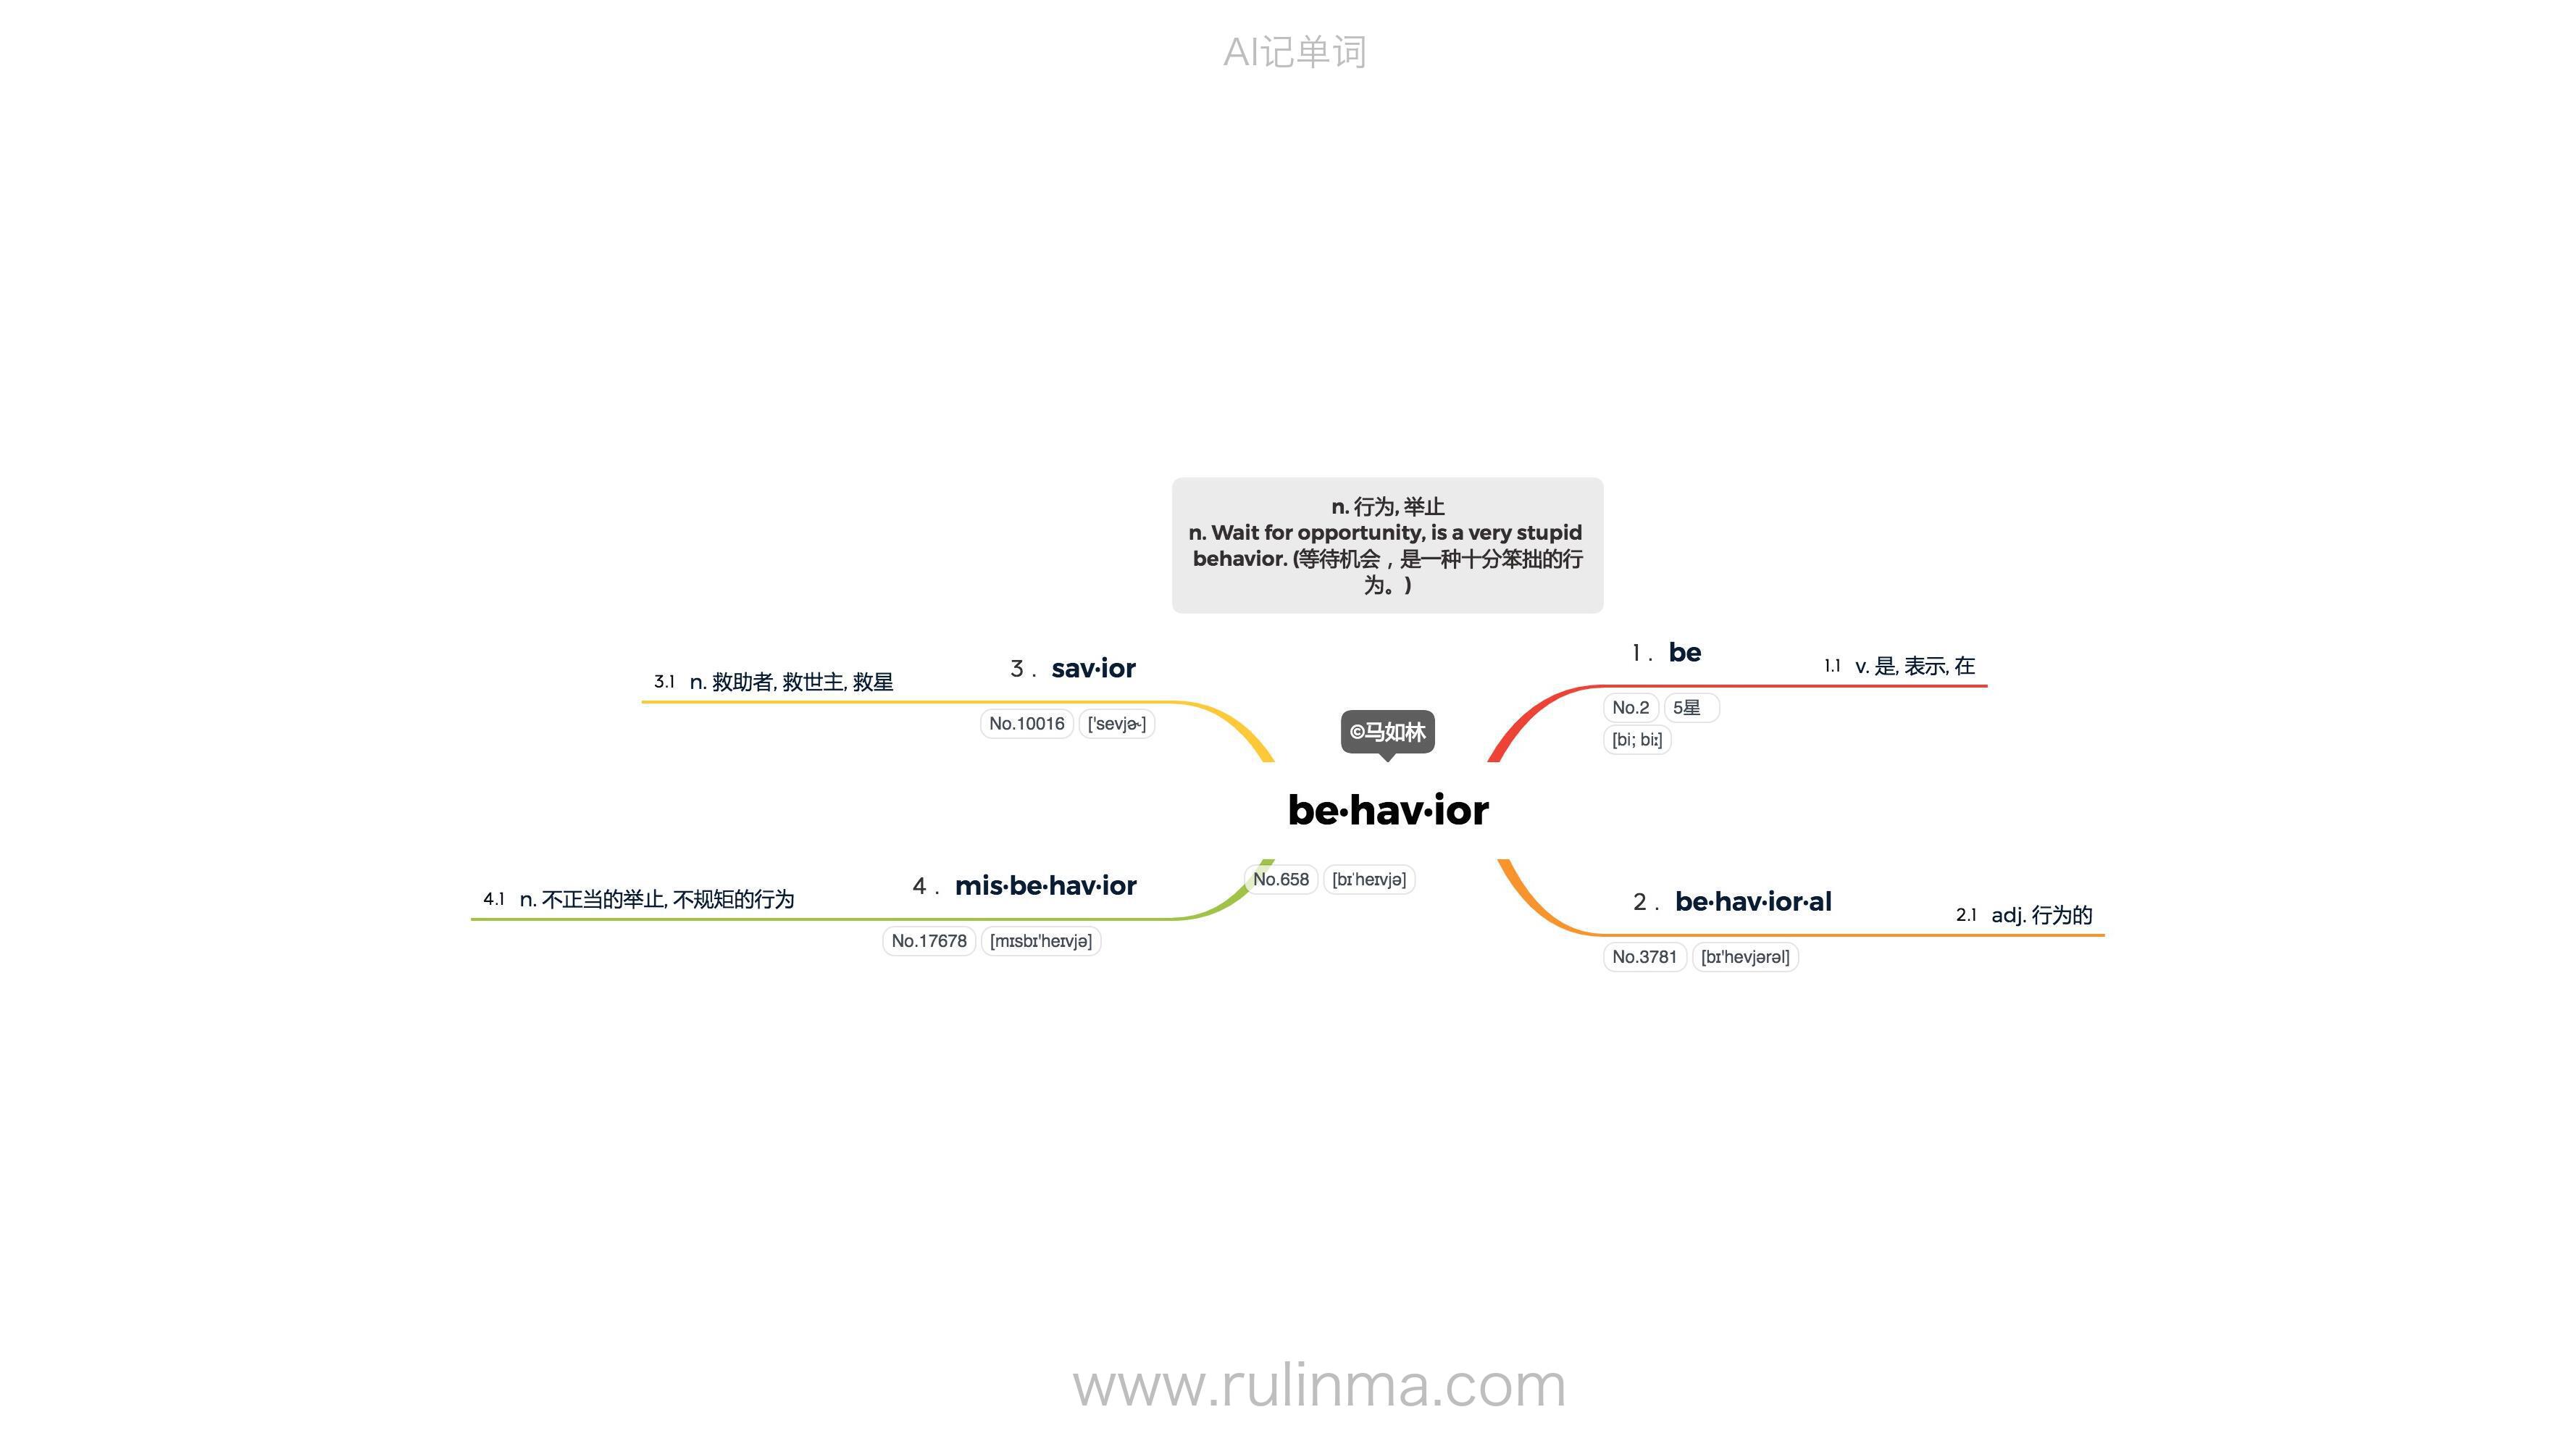 AI记单词
n. 行为, 举止
n. Wait for opportunity, is a very stupid
behavior. (等待机会，是一种十分笨拙的行
为。)
©马如林
be·hav·ior
No.658 [bɪˈheɪvjə]
1. be
No.2 5星
[bi; biː]
1.1 v. 是, 表示, 在
2. be·hav·ior·al
No.3781 [bɪ'hevjərəl]
2.1 adj. 行为的
3. sav·ior
No.10016 ['sevjɚ]
3.1 n. 救助者, 救世主, 救星
4. mis·be·hav·ior
No.17678 [mɪsbɪ'heɪvjə]
4.1 n. 不正当的举止, 不规矩的行为
www.rulinma.com